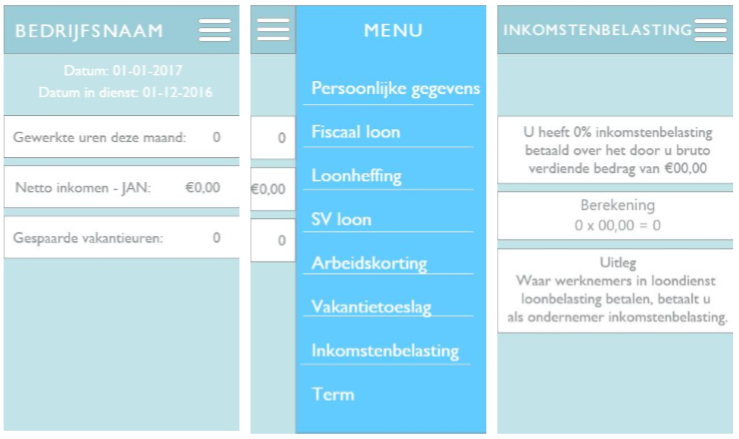 BEDRIJFSNAAM
Datum: 01-01-2017
Datum in dienst: 01-12-2016
Gewerkte uren deze maand: 0
Netto inkomen - JAN: €0,00
Gespaarde vakantieuren: 0
0
€0,00
0
MENU
Persoonlijke gegevens
Fiscaal loon
Loonheffing
SV loon
Arbeidskorting
Vakantietoeslag
Inkomstenbelasting
Term
INKOMSTENBELASTING
U heeft 0% inkomstenbelasting
betaald over het door u bruto
verdiende bedrag van €00,00
Berekening
0 x 00,00 = 0
Uitleg
Waar werknemers in loondienst
loonbelasting betalen, betaalt u
als ondernemer inkomstenbelasting.